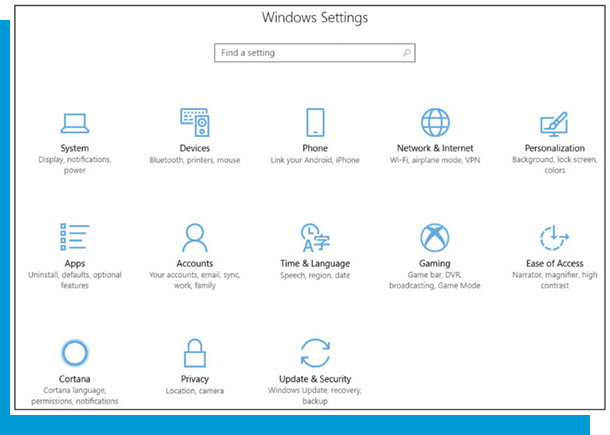 Windows Settings
Find a setting
System
Display, notifications,
power
Devices
Bluetooth, printers, mouse
Phone
Link your Android, iPhone
Network & Internet
Wi-Fi, airplane mode, VPN
Personalization
Background, lock screen,
colors
Apps
Uninstall, defaults, optional
features
Accounts
Your accounts, email, sync,
work, family
Time & Language
Speech, region, date
Gaming
Game bar, DVR,
broadcasting, Game Mode
Ease of Access
Narrator, magnifier, high
contrast
Cortana
Cortana language,
permissions, notifications
Privacy
Location, camera
Update & Security
Windows Update, recovery,
backup